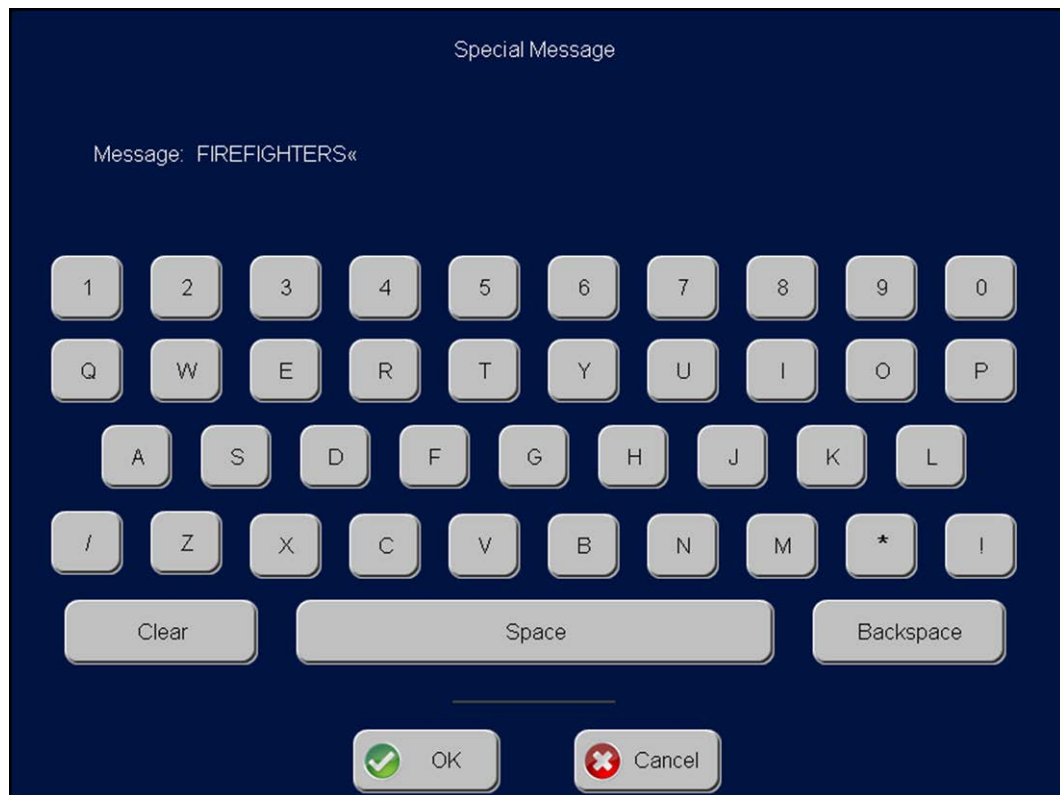 Special Message
Message: FIREFIGHTERS«
1 2 3 4 5 6 7 8 9 0
Q W E R T Y U I O P
A S D F G H J K L
/ Z X C V B N M * !
Clear Space Backspace
OK Cancel